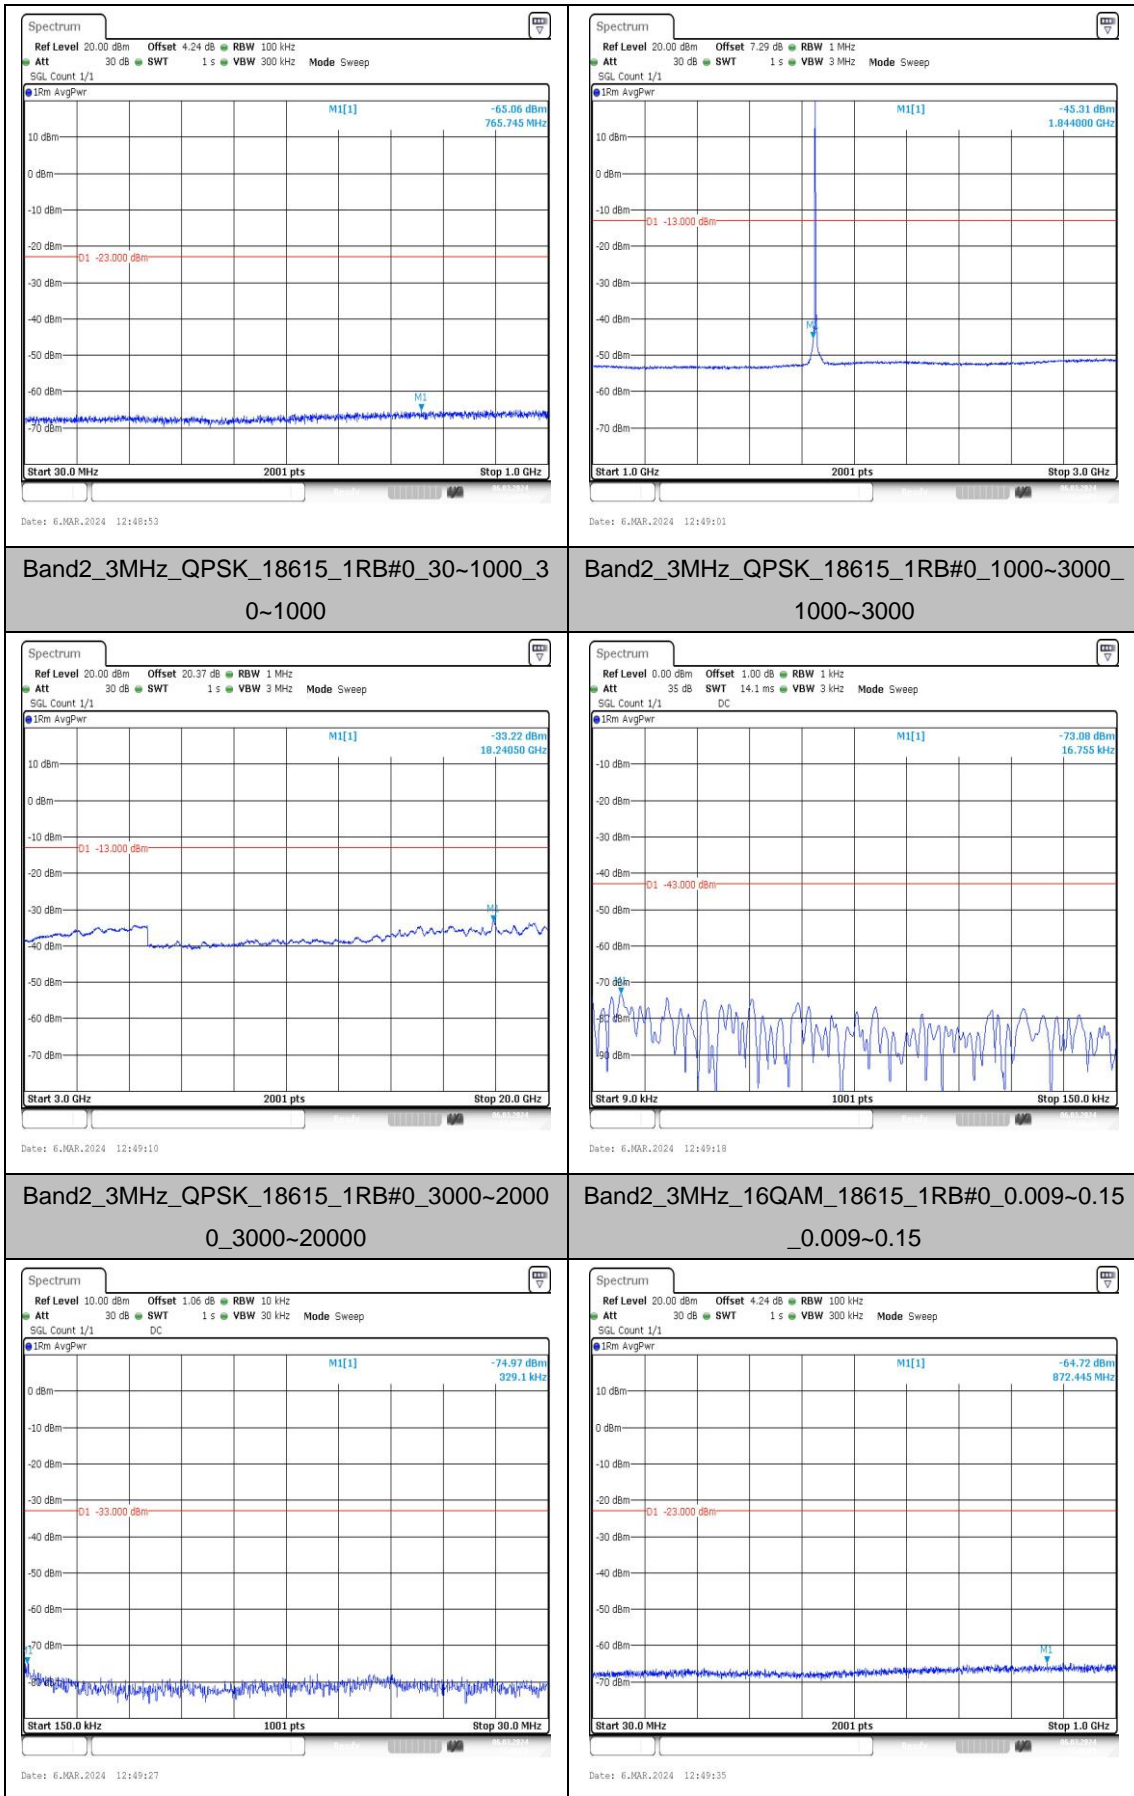 Spectrum
Ref Level 20.00 dBm Offset 4.24 dB RBW 100 kHz
Att 30 dB SWT 1 s VBW 300 kHz Mode Sweep
SGL Count 1/1
1Rm AvgPwr
M1[1] -65.06 dBm
765.745 MHz
10 dBm
0 dBm
-10 dBm
-20 dBm
D1 -23.000 dBm
-30 dBm
-40 dBm
-50 dBm
-60 dBm
M1
-70 dBm
Start 30.0 MHz 2001 pts Stop 1.0 GHz
Date: 6.MAR.2024 12:48:53
Spectrum
Ref Level 20.00 dBm Offset 7.29 dB RBW 1 MHz
Att 30 dB SWT 1 s VBW 3 MHz Mode Sweep
SGL Count 1/1
1Rm AvgPwr
M1[1] -45.31 dBm
1.844000 GHz
10 dBm
0 dBm
-10 dBm
D1 -13.000 dBm
-20 dBm
-30 dBm
-40 dBm
-50 dBm
-60 dBm
-70 dBm
Start 1.0 GHz 2001 pts Stop 3.0 GHz
Date: 6.MAR.2024 12:49:01
Band2_3MHz_QPSK_18615_1RB#0_30~1000_3
0~1000
Band2_3MHz_QPSK_18615_1RB#0_1000~3000_
1000~3000
Spectrum
Ref Level 20.00 dBm Offset 20.37 dB RBW 1 MHz
Att 30 dB SWT 1 s VBW 3 MHz Mode Sweep
SGL Count 1/1
1Rm AvgPwr
M1[1] -33.22 dBm
18.24050 GHz
10 dBm
0 dBm
-10 dBm
D1 -13.000 dBm
-20 dBm
-30 dBm
-40 dBm
-50 dBm
-60 dBm
-70 dBm
Start 3.0 GHz 2001 pts Stop 20.0 GHz
Date: 6.MAR.2024 12:49:10
Spectrum
Ref Level 0.00 dBm Offset 1.00 dB RBW 1 kHz
Att 35 dB SWT 14.1 ms VBW 3 kHz Mode Sweep
SGL Count 1/1 DC
1Rm AvgPwr
M1[1] -73.08 dBm
16.755 kHz
-10 dBm
-20 dBm
-30 dBm
-40 dBm
D1 -43.000 dBm
-50 dBm
-60 dBm
-70 dBm
-80 dBm
-90 dBm
Start 9.0 kHz 1001 pts Stop 150.0 kHz
Date: 6.MAR.2024 12:49:18
Band2_3MHz_QPSK_18615_1RB#0_3000~2000
0_3000~20000
Band2_3MHz_16QAM_18615_1RB#0_0.009~0.15
_0.009~0.15
Spectrum
Ref Level 10.00 dBm Offset 1.06 dB RBW 10 kHz
Att 30 dB SWT 1 s VBW 30 kHz Mode Sweep
SGL Count 1/1 DC
1Rm AvgPwr
M1[1] -74.97 dBm
329.1 kHz
0 dBm
-10 dBm
-20 dBm
-30 dBm
D1 -33.000 dBm
-40 dBm
-50 dBm
-60 dBm
-70 dBm
-80 dBm
Start 150.0 kHz 1001 pts Stop 30.0 MHz
Date: 6.MAR.2024 12:49:27
Spectrum
Ref Level 20.00 dBm Offset 4.24 dB RBW 100 kHz
Att 30 dB SWT 1 s VBW 300 kHz Mode Sweep
SGL Count 1/1
1Rm AvgPwr
M1[1] -64.72 dBm
872.445 MHz
10 dBm
0 dBm
-10 dBm
-20 dBm
D1 -23.000 dBm
-30 dBm
-40 dBm
-50 dBm
-60 dBm
M1
-70 dBm
Start 30.0 MHz 2001 pts Stop 1.0 GHz
Date: 6.MAR.2024 12:49:35